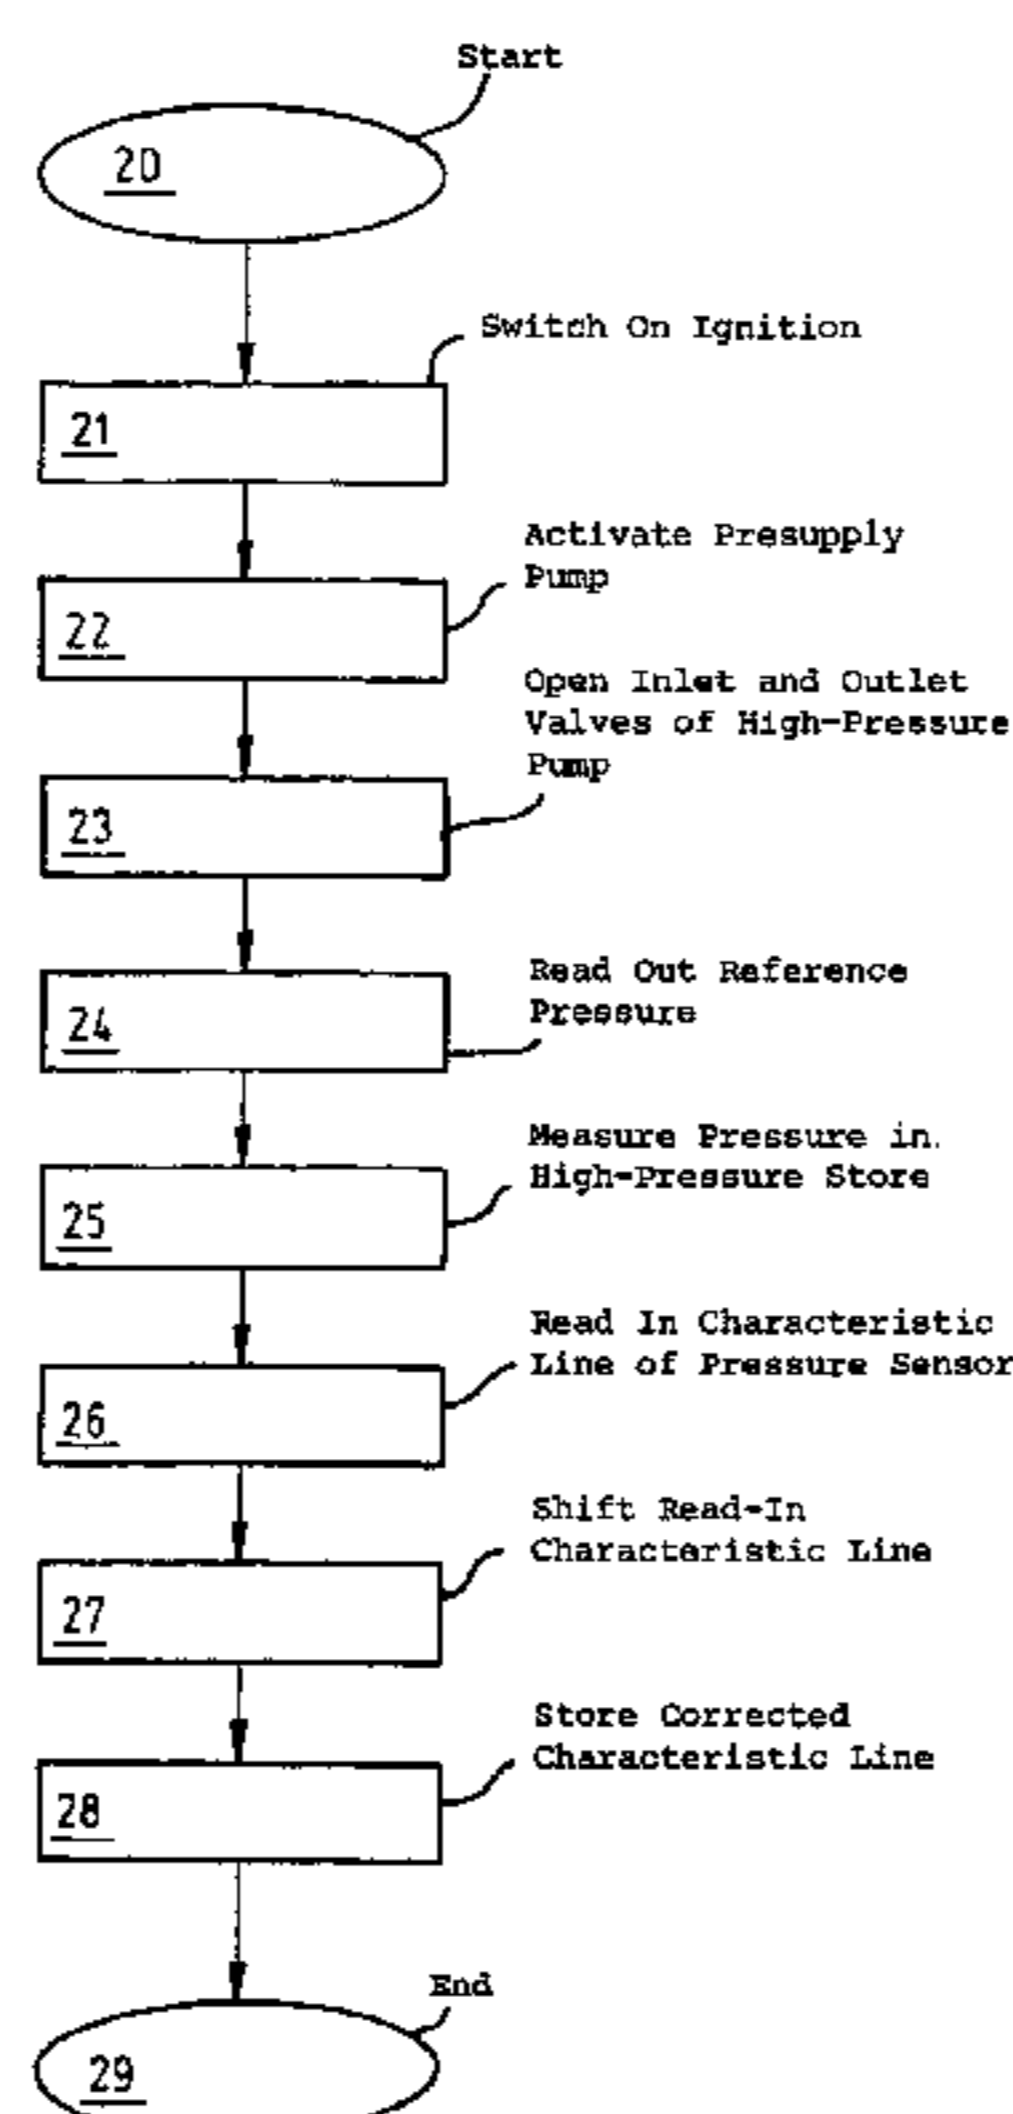 Start
20
Switch On Ignition
21
Activate Presupply
Pump
22
Open Inlet and Outlet
Valves of High-Pressure
Pump
23
Read Out Reference
Pressure
24
Measure Pressure in
High-Pressure Store
25
Read In Characteristic
Line of Pressure Sensor
26
Shift Read-In
Characteristic Line
27
Store Corrected
Characteristic Line
28
End
29